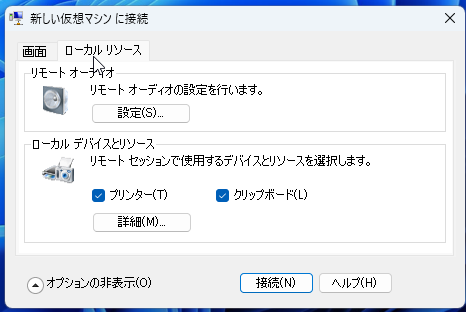 新しい仮想マシン に接続
画面
ローカル リソース
リモート オーディオ
リモート オーディオの設定を行います。
設定(S)...
ローカル デバイスとリソース
リモート セッションで使用するデバイスとリソースを選択します。
プリンター(T)
クリップボード(L)
詳細(M)...
オプションの非表示(O)
接続(N)
ヘルプ(H)